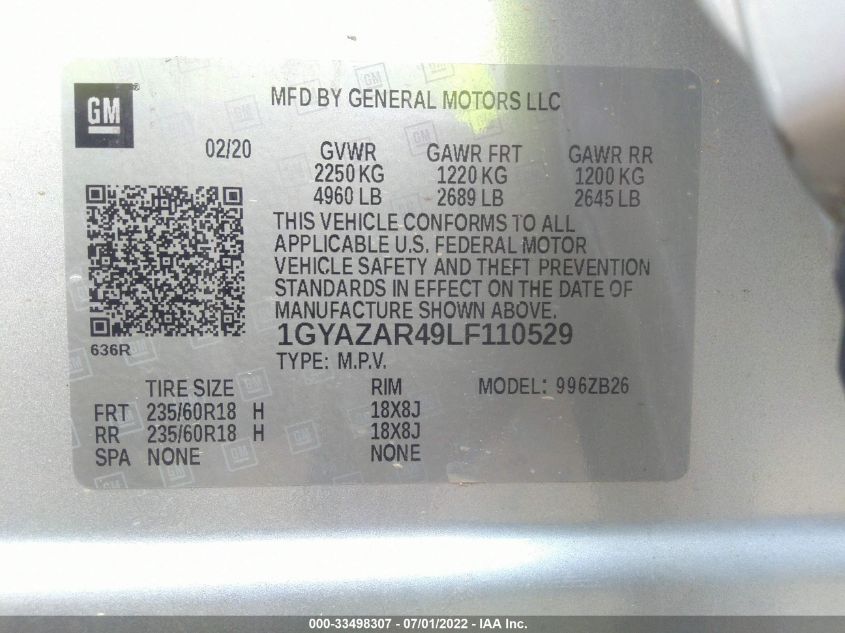 GM ®
MFD BY GENERAL MOTORS LLC
02/20 GVWR GAWR FRT GAWR RR
2250 KG 1220 KG 1200 KG
4960 LB 2689 LB 2645 LB
THIS VEHICLE CONFORMS TO ALL
APPLICABLE U.S. FEDERAL MOTOR
VEHICLE SAFETY AND THEFT PREVENTION
STANDARDS IN EFFECT ON THE DATE OF
MANUFACTURE SHOWN ABOVE.
1GYAZAR49LF110529
636R
TYPE: M.P.V.
TIRE SIZE RIM MODEL: 996ZB26
FRT 235/60R18 H 18X8J
RR 235/60R18 H 18X8J
SPA NONE NONE
000-33498307 - 07/01/2022 - IAA Inc.